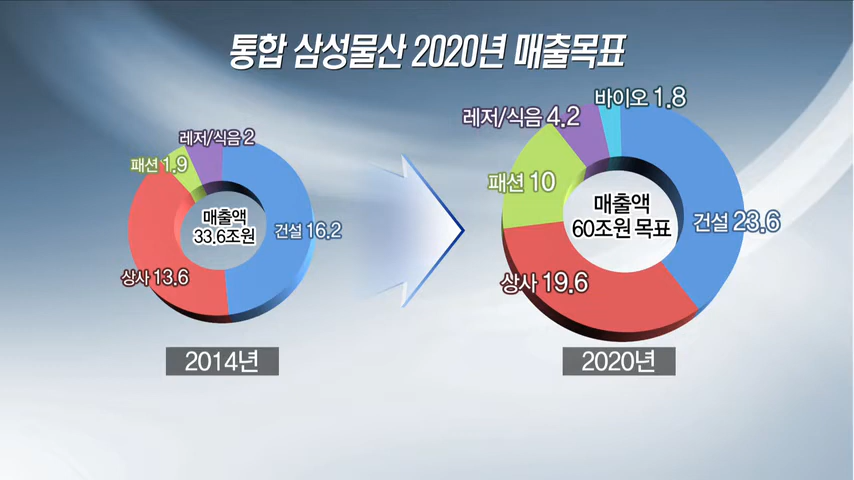 통합 삼성물산 2020년 매출목표
레저/식음 2
패션 1.9
매출액
33.6조원
건설 16.2
상사 13.6
2014년
바이오 1.8
레저/식음 4.2
패션 10
매출액
60조원 목표
건설 23.6
상사 19.6
2020년